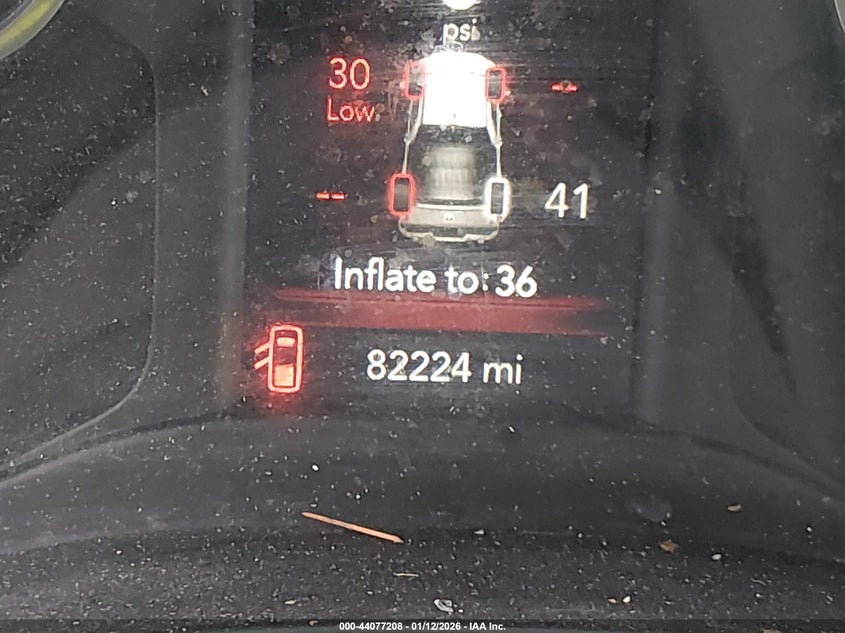 psi
30
Low
--
--
41
Inflate to: 36
82224 mi
000-44077208 - 01/12/2026 - IAA Inc.